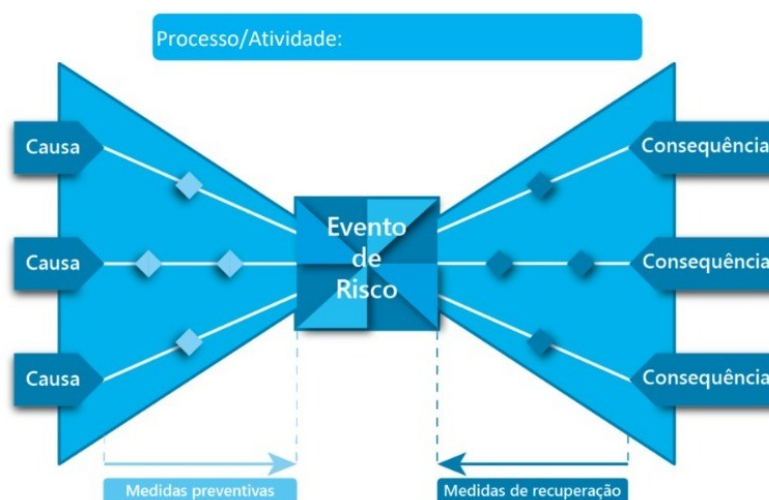 Processo/Atividade:
Causa
Consequência
Evento
de
Risco
Causa
Consequência
Causa
Consequência
Medidas preventivas
Medidas de recuperação